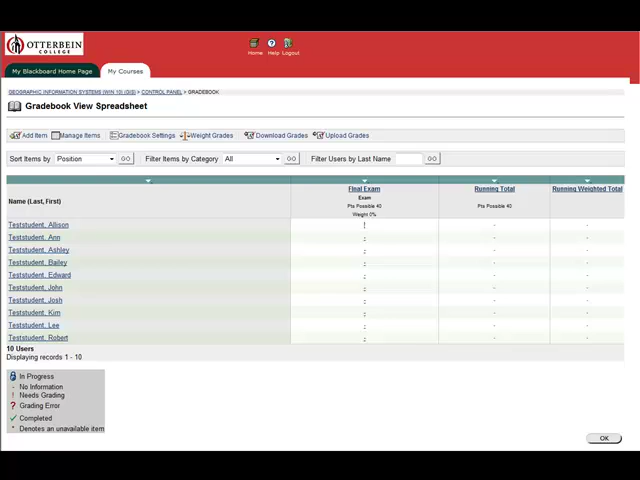 OTTERBEIN
COLLEGE
Home Help Logout
My Blackboard Home Page My Courses
GEOGRAPHIC INFORMATION SYSTEMS (WIN 10) (GIS) > CONTROL PANEL > GRADEBOOK
Gradebook View Spreadsheet
Add Item Manage Items Gradebook Settings Weight Grades Download Grades Upload Grades
Sort Items by Position GO Filter Items by Category All GO Filter Users by Last Name GO
Name (Last, First) Final Exam Running Total Running Weighted Total
Exam
Pts Possible 40 Pts Possible 40
Weight 0%
Teststudent, Allison ! - -
Teststudent, Ann - - -
Teststudent, Ashley - - -
Teststudent, Bailey - - -
Teststudent, Edward - - -
Teststudent, John - - -
Teststudent, Josh - - -
Teststudent, Kim - - -
Teststudent, Lee - - -
Teststudent, Robert - - -
10 Users
Displaying records 1 - 10
In Progress
- No Information
! Needs Grading
? Grading Error
Completed
* Denotes an unavailable item
OK